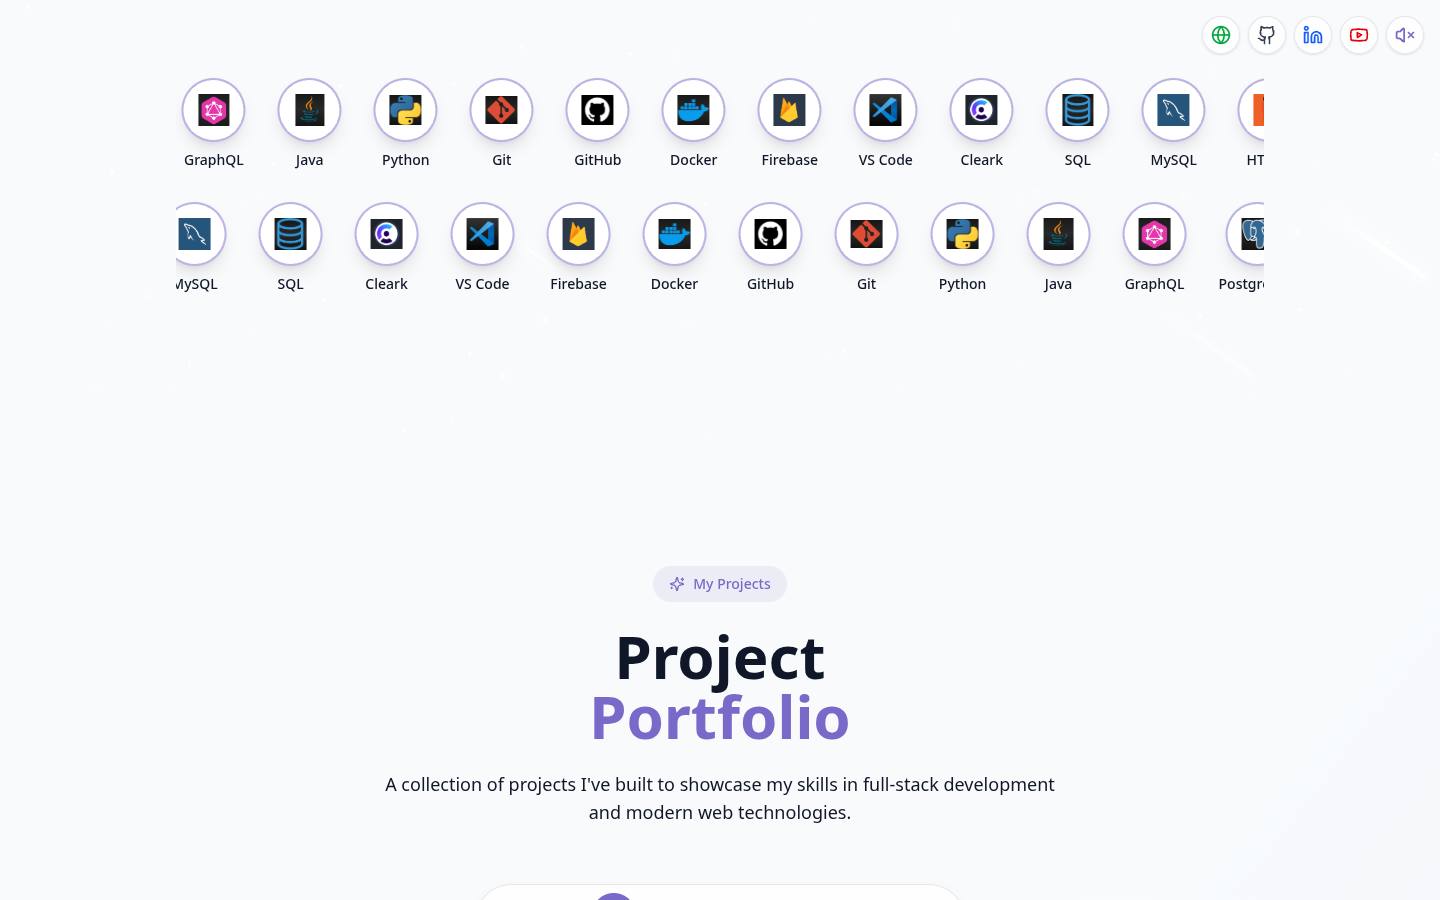 GraphQL Java Python Git GitHub Docker Firebase VS Code Cleark SQL MySQL HT
MySQL SQL Cleark VS Code Firebase Docker GitHub Git Python Java GraphQL Postgr
My Projects
Project
Portfolio
A collection of projects I've built to showcase my skills in full-stack development
and modern web technologies.